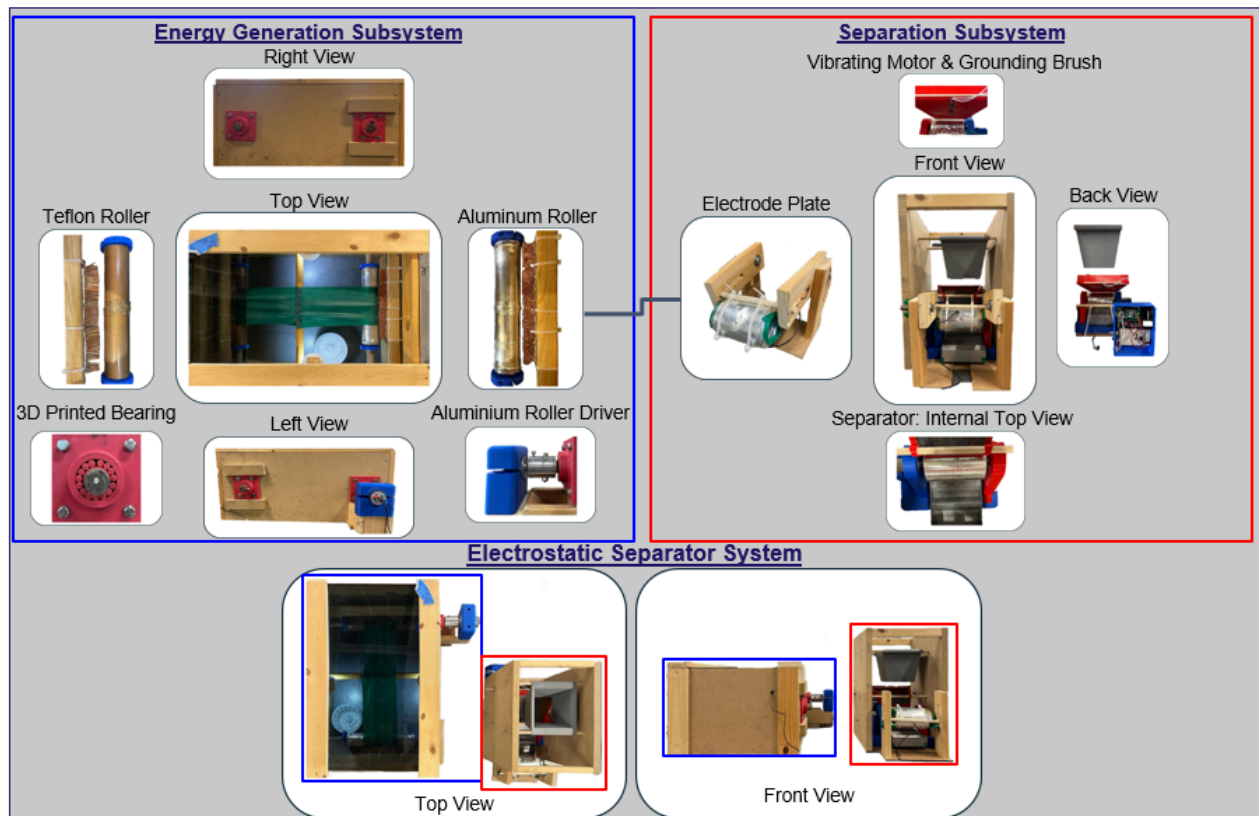 Energy Generation Subsystem
Right View
Top View
Teflon Roller
Aluminum Roller
3D Printed Bearing
Left View
Aluminium Roller Driver
Separation Subsystem
Vibrating Motor & Grounding Brush
Front View
Electrode Plate
Back View
Separator: Internal Top View
Electrostatic Separator System
Top View
Front View